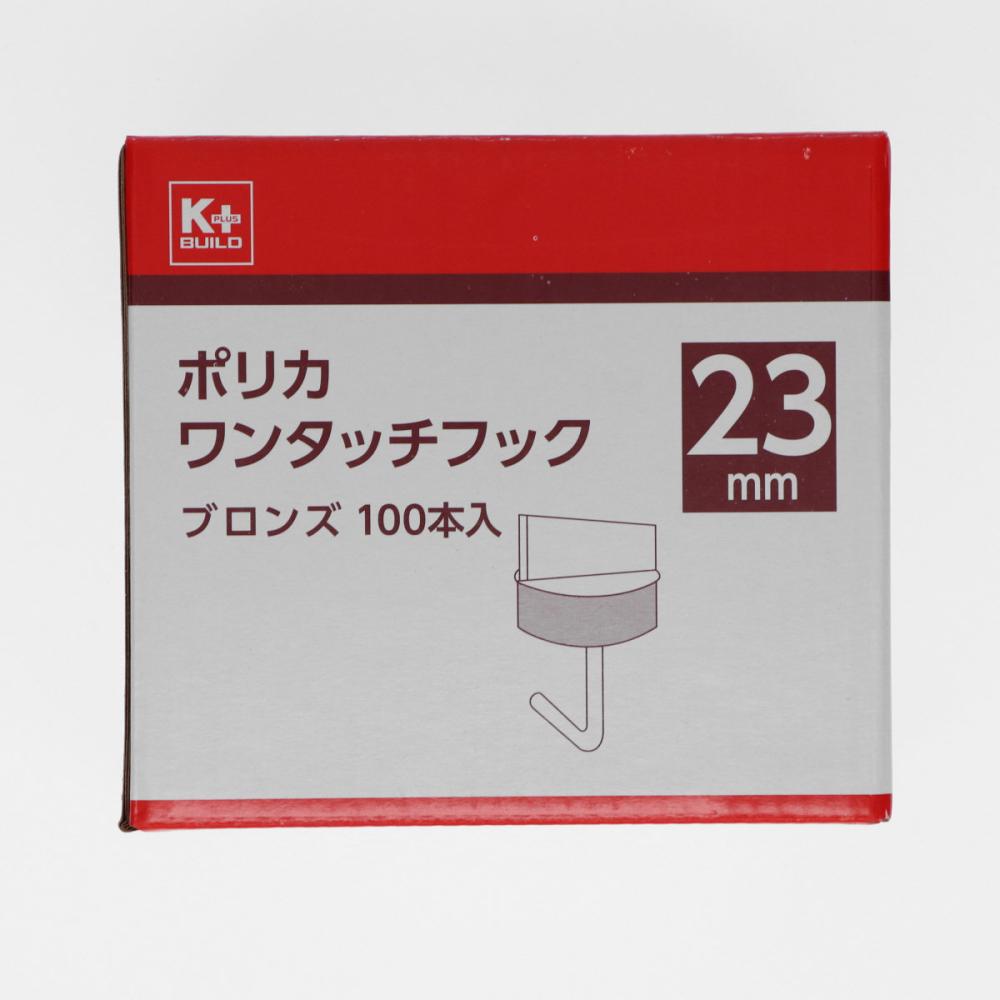 K+
PLUS
BUILD
ポリカ
ワンタッチフック
ブロンズ 100本入
23
mm